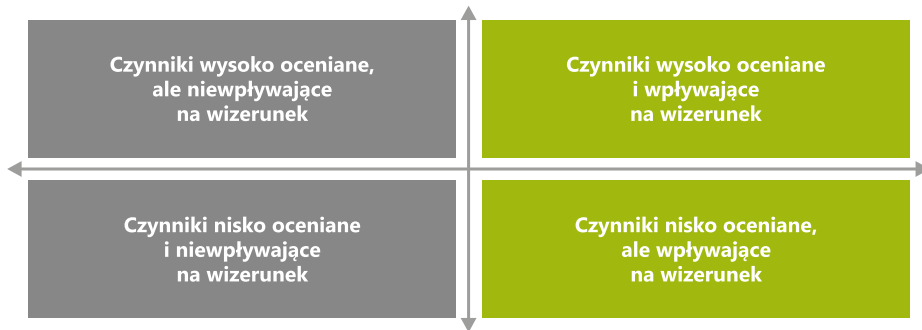 Czynniki wysoko oceniane,
ale niewpływające
na wizerunek
Czynniki wysoko oceniane
i wpływające
na wizerunek
Czynniki nisko oceniane
i niewpływające
na wizerunek
Czynniki nisko oceniane,
ale wpływające
na wizerunek